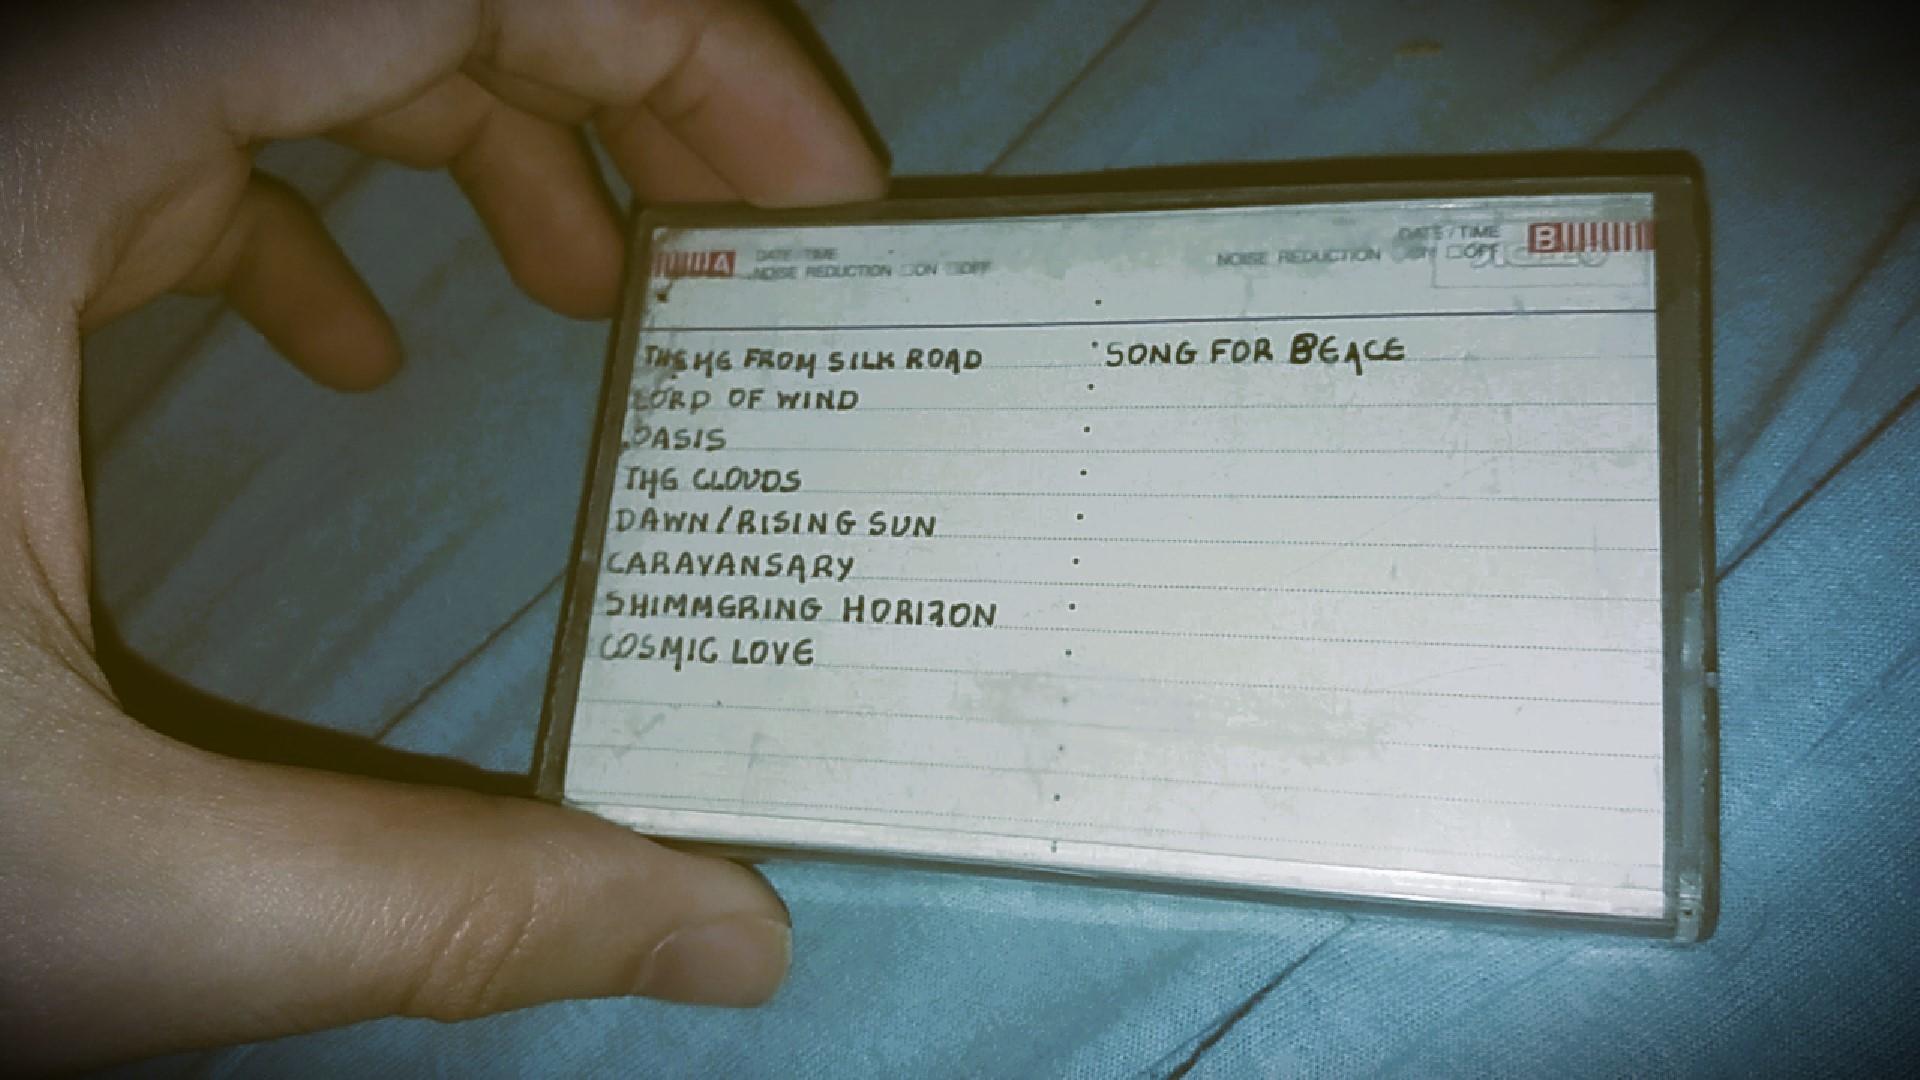 A DATE / TIME
NOISE REDUCTION □ON □OFF
DATE / TIME B
NOISE REDUCTION □ON □OFF
THEME FROM SILK ROAD
LORD OF WIND
OASIS
THE CLOUDS
DAWN/RISING SUN
CARAVANSARY
SHIMMERING HORIZON
COSMIC LOVE
SONG FOR PEACE